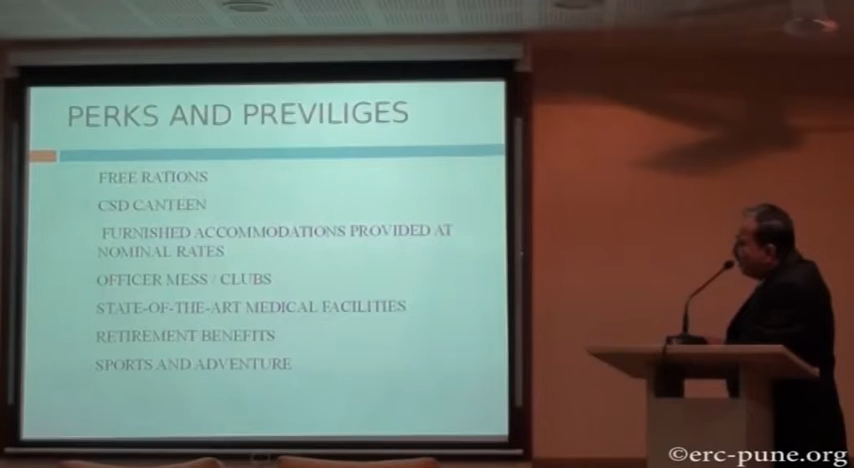 PERKS AND PREVILIGES
FREE RATIONS
CSD CANTEEN
FURNISHED ACCOMMODATIONS PROVIDED AT
NOMINAL RATES
OFFICER MESS / CLUBS
STATE-OF-THE-ART MEDICAL FACILITIES
RETIREMENT BENEFITS
SPORTS AND ADVENTURE
©erc-pune.org